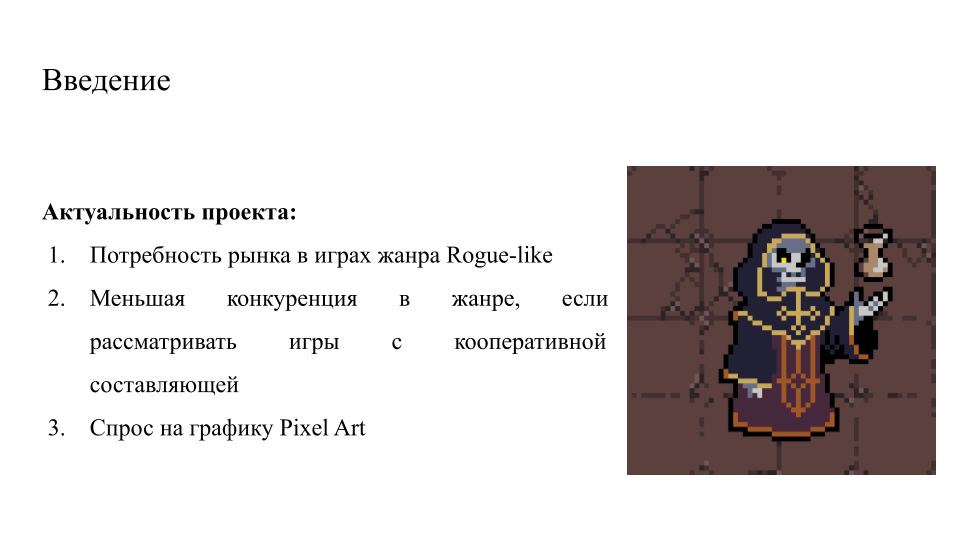 Введение
Актуальность проекта:
1. Потребность рынка в играх жанра Rogue-like
2. Меньшая конкуренция в жанре, если
рассматривать игры с кооперативной
составляющей
3. Спрос на графику Pixel Art